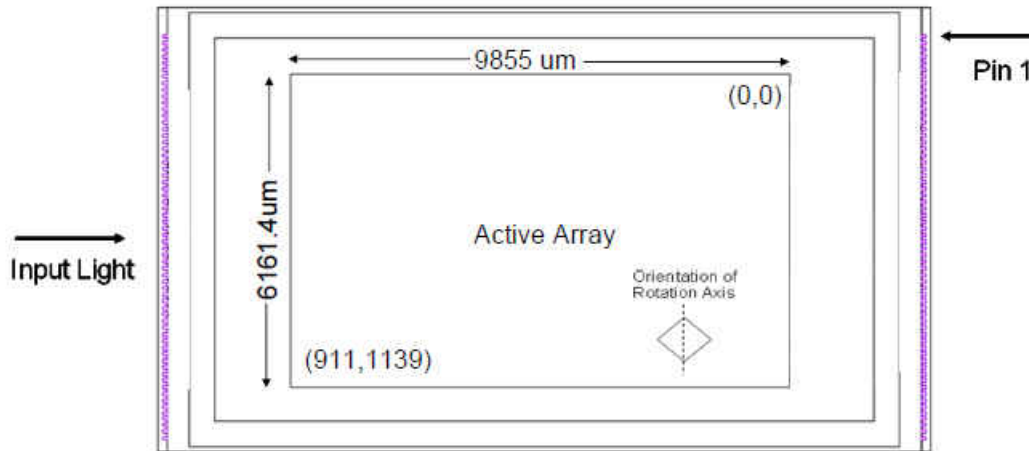 9855 um
Pin 1
(0,0)
6161.4um
Active Array
Input Light
Orientation of
Rotation Axis
(911,1139)